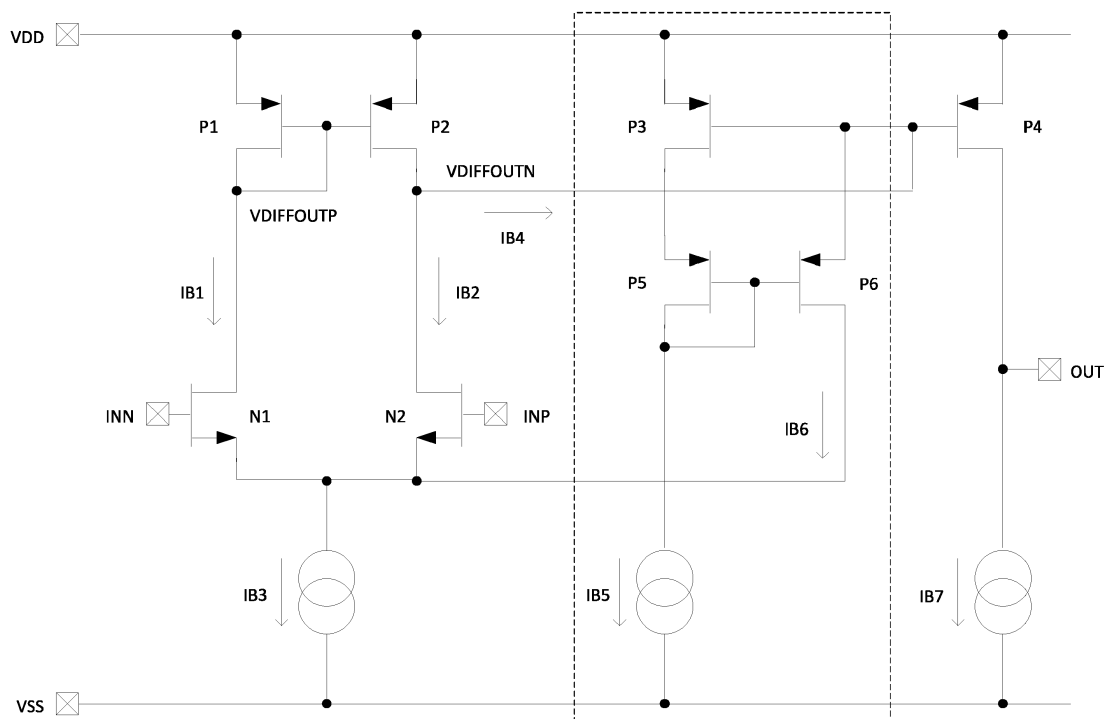 VDD
P1
P2
P3
P4
VDIFFOUTN
VDIFFOUTP
IB4
P5
P6
IB1
IB2
OUT
INN
N1
N2
INP
IB6
IB3
IB5
IB7
VSS